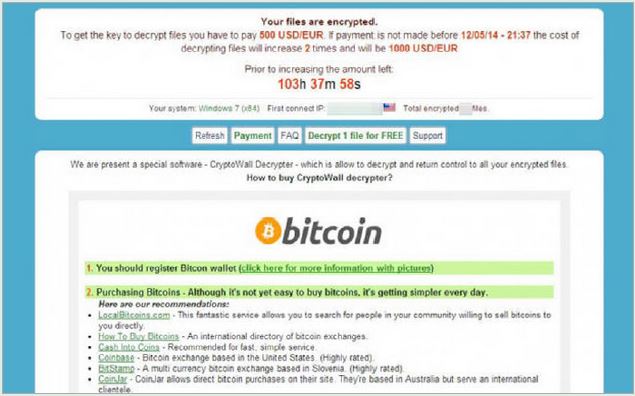 Your files are encrypted.
To get the key to decrypt files you have to pay 500 USD/EUR. If payment is not made before 12/05/14 - 21:37 the cost of
decrypting files will increase 2 times and will be 1000 USD/EUR
Prior to increasing the amount left:
103h 37m 58s
Your system: Windows 7 (x64) First connect IP: Total encrypted files.
Refresh Payment FAQ Decrypt 1 file for FREE Support
We are present a special software - CryptoWall Decrypter - which is allow to decrypt and return control to all your encrypted files.
How to buy CryptoWall decrypter?
bitcoin
1. You should register Bitcon wallet (click here for more information with pictures)
2. Purchasing Bitcoins - Although it's not yet easy to buy bitcoins, it's getting simpler every day.
Here are our recommendations:
• LocalBitcoins.com - This fantastic service allows you to search for people in your community willing to sell bitcoins to
you directly.
• How To Buy Bitcoins - An international directory of bitcoin exchanges.
• Cash Into Coins - Recommended for fast, simple service.
• Coinbase - Bitcoin exchange based in the United States. (Highly rated).
• BitStamp - A multi currency bitcoin exchange based in Slovenia. (Highly rated).
• CoinJar - CoinJar allows direct bitcoin purchases on their site. They're based in Australia but serve an international
clientele.